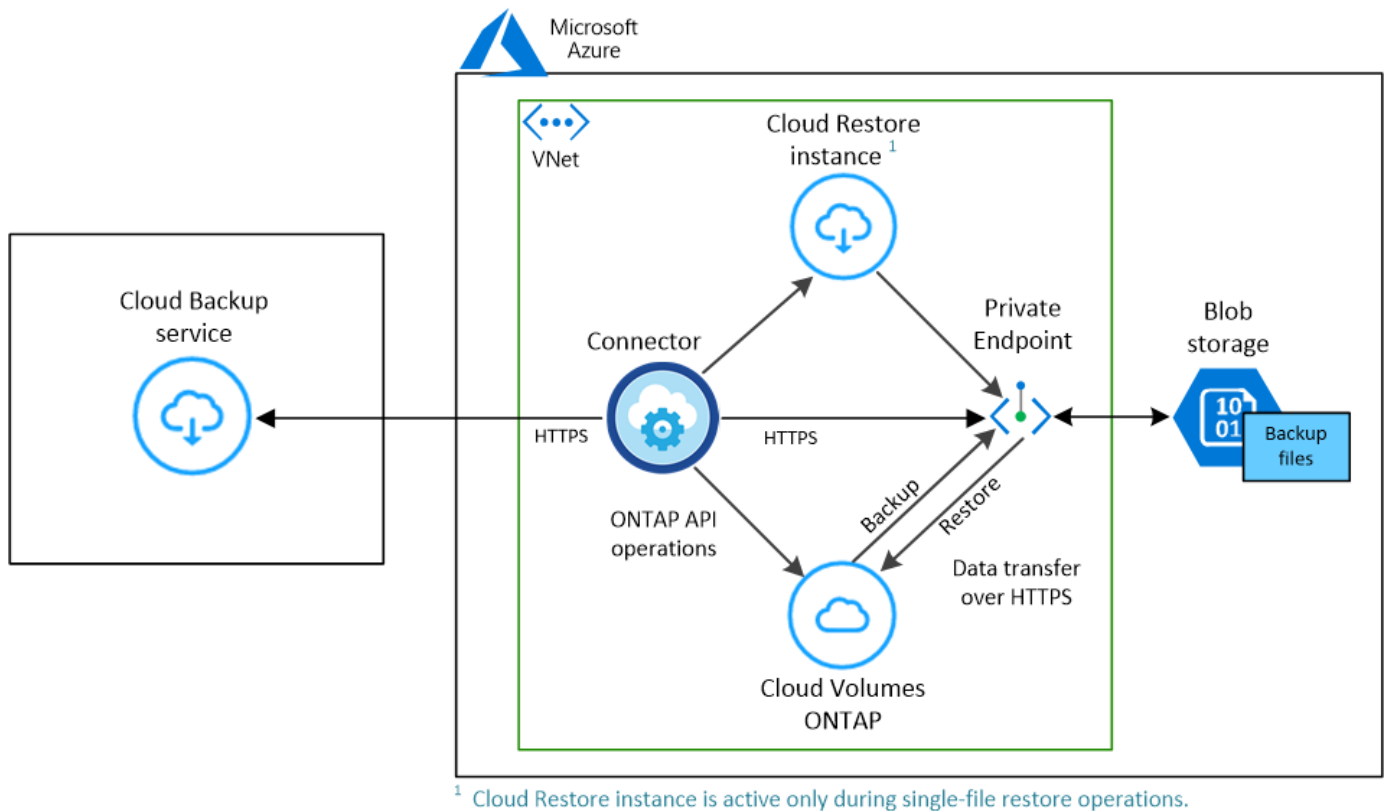 Microsoft
Azure
VNet
Cloud Restore
instance 1
Cloud Backup
service
Connector
Private
Endpoint
Blob
storage
10
01
Backup
files
HTTPS
HTTPS
ONTAP API
operations
Backup
Restore
Data transfer
over HTTPS
Cloud Volumes
ONTAP
1 Cloud Restore instance is active only during single-file restore operations.